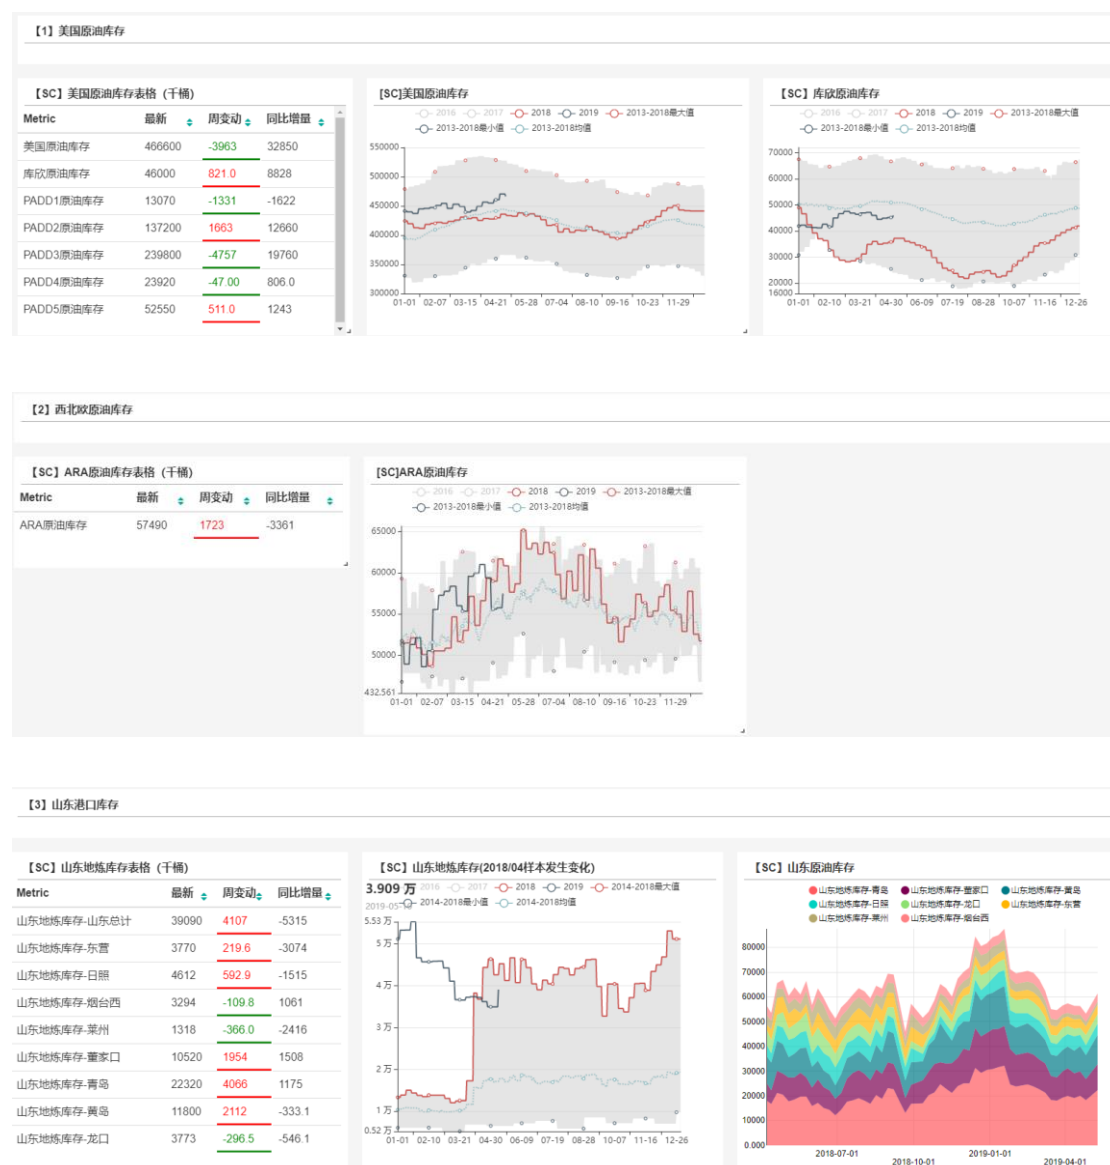 【1】美国原油库存
【SC】美国原油库存表格（千桶）
Metric 最新 周变动 同比增量
美国原油库存 466600 -3963 32850
库欣原油库存 46000 821.0 8828
PADD1原油库存 13070 -1331 -1622
PADD2原油库存 137200 1663 12660
PADD3原油库存 239800 -4757 19760
PADD4原油库存 23920 -47.00 806.0
PADD5原油库存 52550 511.0 1243
[SC]美国原油库存
2016 2017 2018 2019 2013-2018最大值
2013-2018最小值 2013-2018均值
550000
500000
450000
400000
350000
300000
01-01 02-07 03-15 04-21 05-28 07-04 08-10 09-16 10-23 11-29
【SC】库欣原油库存
2016 2017 2018 2019 2013-2018最大值
2013-2018最小值 2013-2018均值
70000
60000
50000
40000
30000
20000
16000
01-01 02-10 03-21 04-30 06-09 07-19 08-28 10-07 11-16 12-26
【2】西北欧原油库存
【SC】ARA原油库存表格（千桶）
Metric 最新 周变动 同比增量
ARA原油库存 57490 1723 -3361
[SC]ARA原油库存
2016 2017 2018 2019 2013-2018最大值
2013-2018最小值 2013-2018均值
65000
60000
55000
50000
432.561
01-01 02-07 03-15 04-21 05-28 07-04 08-10 09-16 10-23 11-29
【3】山东港口库存
【SC】山东地炼库存表格（千桶）
Metric 最新 周变动 同比增量
山东地炼库存-山东总计 39090 4107 -5315
山东地炼库存-东营 3770 219.6 -3074
山东地炼库存-日照 4612 592.9 -1515
山东地炼库存-烟台西 3294 -109.8 1061
山东地炼库存-莱州 1318 -366.0 -2416
山东地炼库存-董家口 10520 1954 1508
山东地炼库存-青岛 22320 4066 1175
山东地炼库存-黄岛 11800 2112 -333.1
山东地炼库存-龙口 3773 -296.5 -546.1
【SC】山东地炼库存(2018/04样本发生变化)
3.909 万 2016 2017 2018 2019 2014-2018最大值
2014-2018最小值 2014-2018均值
5.53 万
5 万
4 万
3 万
2 万
1 万
0.52 万
01-01 02-10 03-21 04-30 06-09 07-19 08-28 10-07 11-16 12-26
【SC】山东原油库存
山东地炼库存-青岛 山东地炼库存-董家口 山东地炼库存-黄岛
山东地炼库存-日照 山东地炼库存-龙口 山东地炼库存-东营
山东地炼库存-莱州 山东地炼库存-烟台西
80000
70000
60000
50000
40000
30000
20000
10000
0.000
2018-07-01 2018-10-01 2019-01-01 2019-04-01